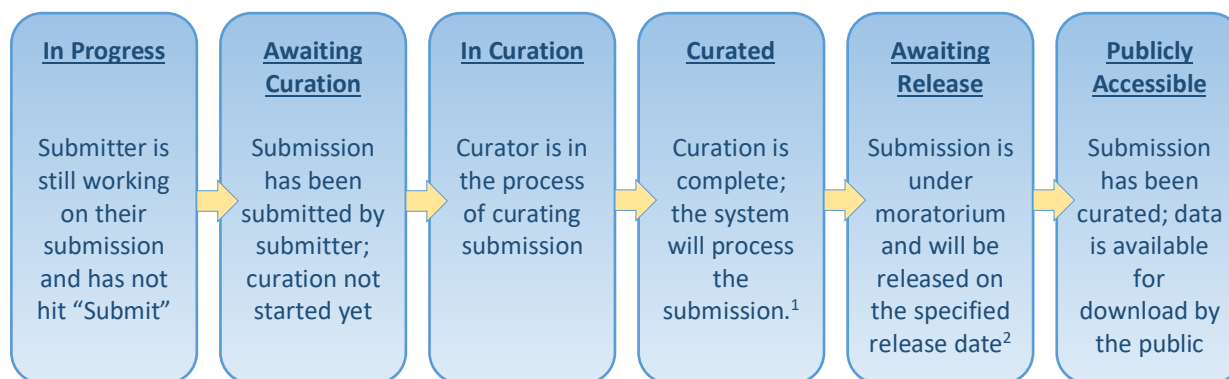 In Progress
Submitter is
still working
on their
submission
and has not
hit “Submit”
Awaiting
Curation
Submission
has been
submitted by
submitter;
curation not
started yet
In Curation
Curator is in
the process
of curating
submission
Curated
Curation is
complete;
the system
will process
the
submission.¹
Awaiting
Release
Submission is
under
moratorium
and will be
released on
the specified
release date²
Publicly
Accessible
Submission
has been
curated; data
is available
for
download by
the public